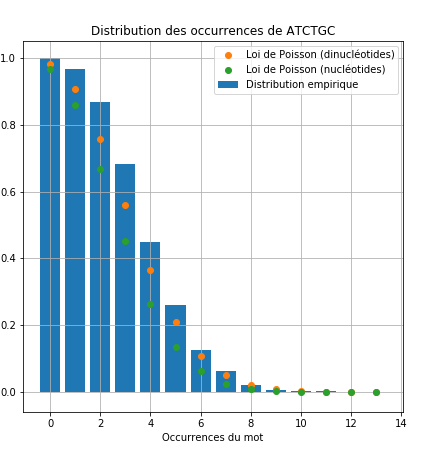 Distribution des occurrences de ATCTGC
Loi de Poisson (dinucléotides)
Loi de Poisson (nucléotides)
Distribution empirique
1.0
0.8
0.6
0.4
0.2
0.0
0 2 4 6 8 10 12 14
Occurrences du mot